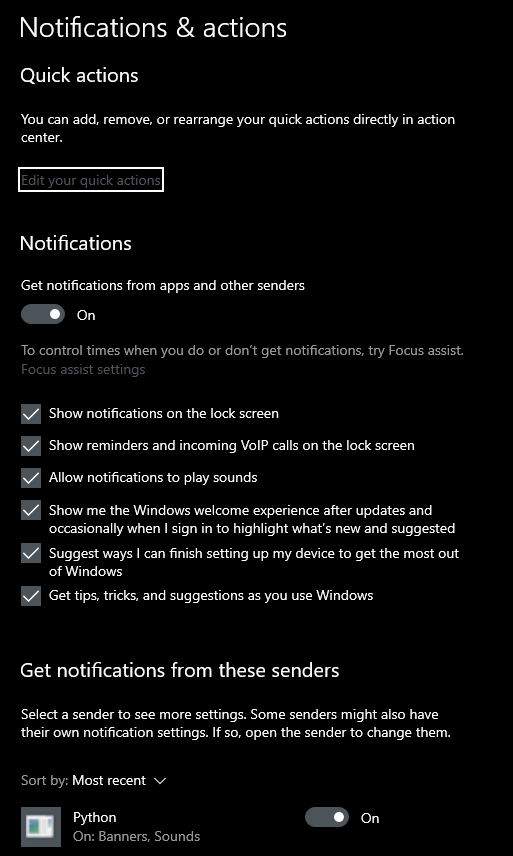 Notifications & actions
Quick actions
You can add, remove, or rearrange your quick actions directly in action
center.
Edit your quick actions
Notifications
Get notifications from apps and other senders
On
To control times when you do or don't get notifications, try Focus assist.
Focus assist settings
Show notifications on the lock screen
Show reminders and incoming VoIP calls on the lock screen
Allow notifications to play sounds
Show me the Windows welcome experience after updates and
occasionally when I sign in to highlight what's new and suggested
Suggest ways I can finish setting up my device to get the most out
of Windows
Get tips, tricks, and suggestions as you use Windows
Get notifications from these senders
Select a sender to see more settings. Some senders might also have
their own notification settings. If so, open the sender to change them.
Sort by: Most recent
Python On
On: Banners, Sounds